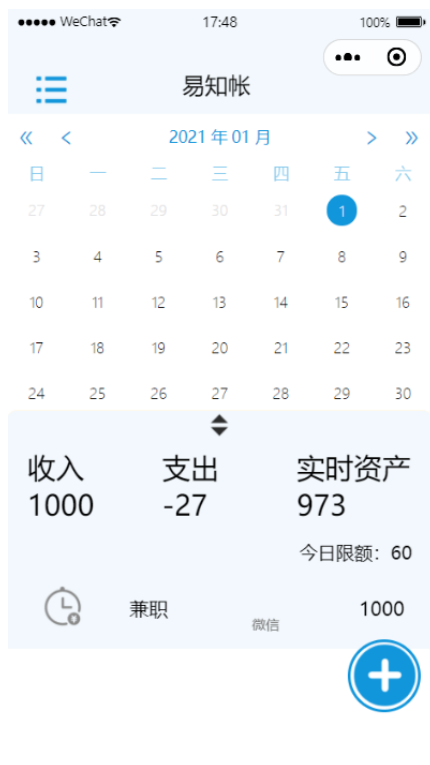 WeChat 17:48 100%
易知帐
« < 2021 年 01 月 > »
日 一 二 三 四 五 六
27 28 29 30 31 1 2
3 4 5 6 7 8 9
10 11 12 13 14 15 16
17 18 19 20 21 22 23
24 25 26 27 28 29 30
收入 支出 实时资产
1000 -27 973
今日限额：60
兼职 微信 1000